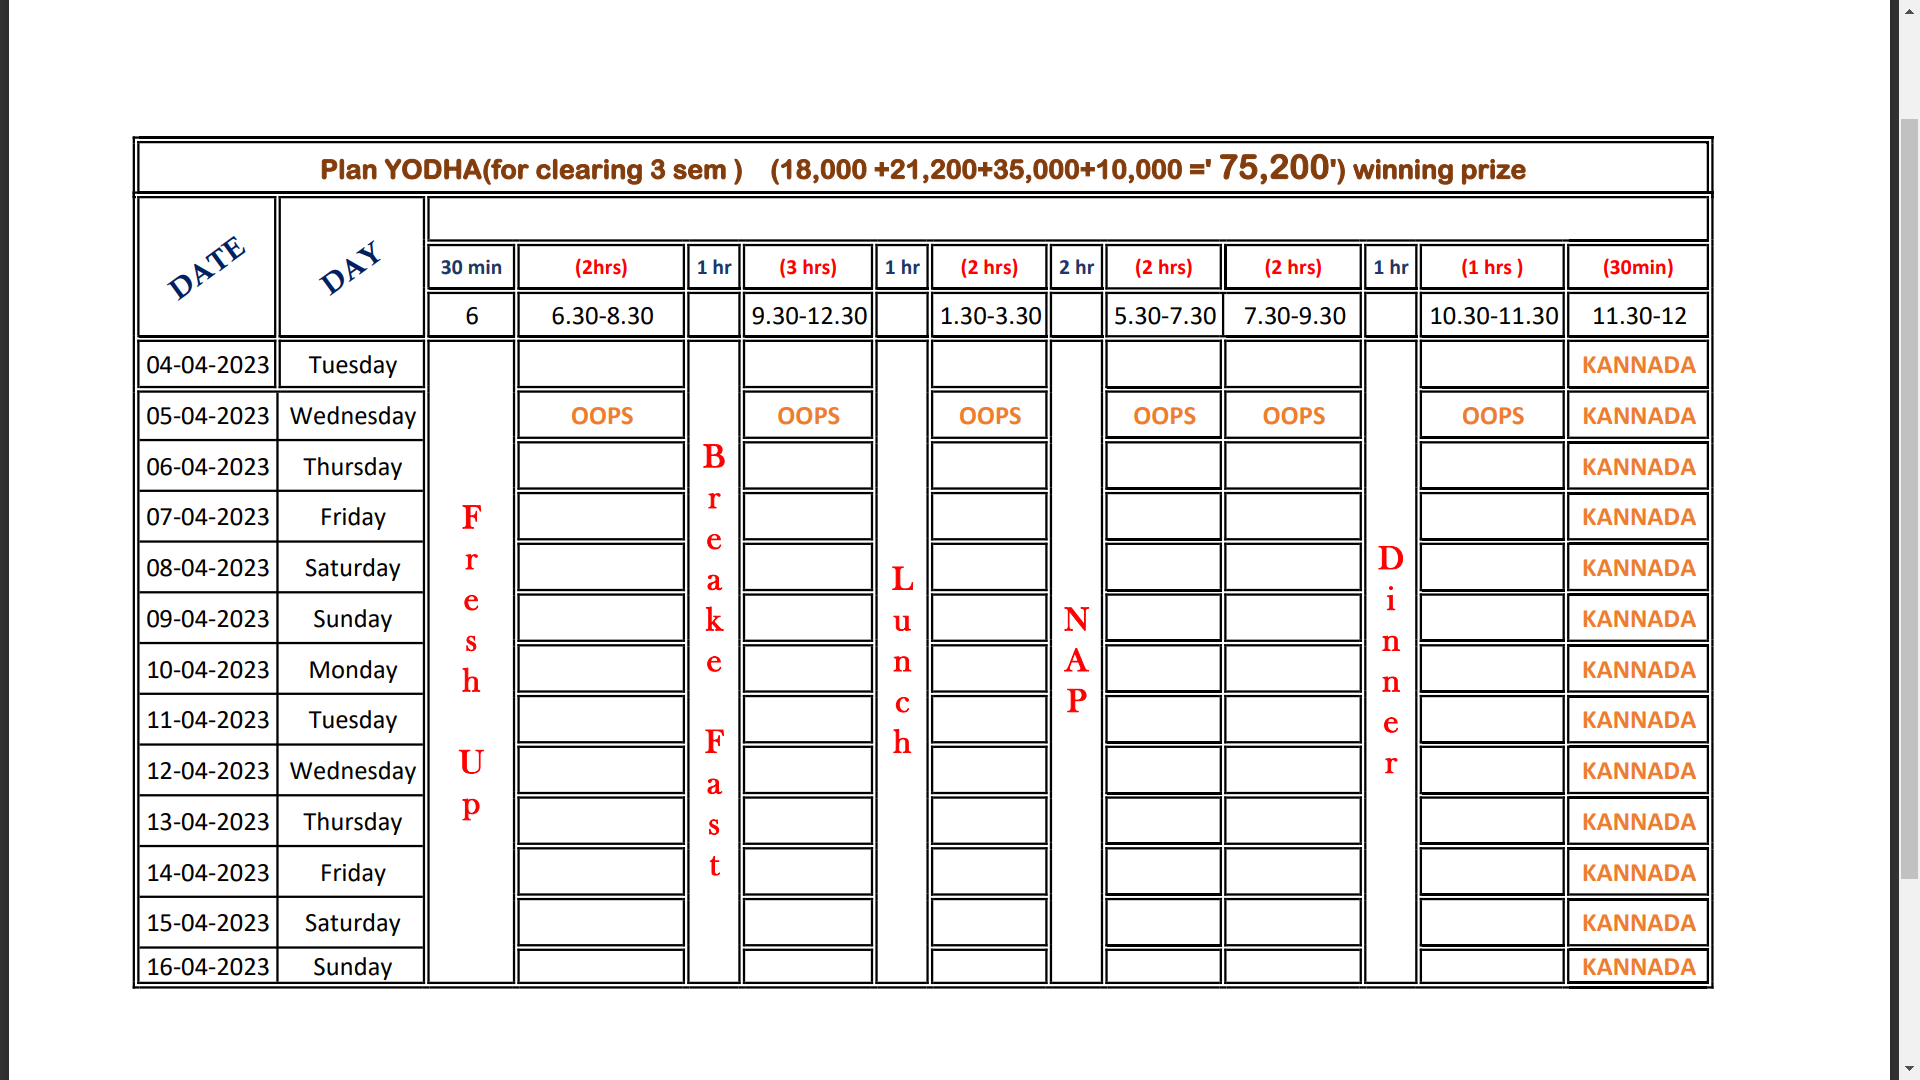 Plan YODHA(for clearing 3 sem ) (18,000 +21,200+35,000+10,000 =' 75,200') winning prize
DATE DAY
30 min (2hrs) 1 hr (3 hrs) 1 hr (2 hrs) 2 hr (2 hrs) (2 hrs) 1 hr (1 hrs ) (30min)
6 6.30-8.30 9.30-12.30 1.30-3.30 5.30-7.30 7.30-9.30 10.30-11.30 11.30-12
Fresh Up
Breake Fast
Lunch
NAP
Dinner
04-04-2023 Tuesday KANNADA
05-04-2023 Wednesday OOPS OOPS OOPS OOPS OOPS OOPS KANNADA
06-04-2023 Thursday KANNADA
07-04-2023 Friday KANNADA
08-04-2023 Saturday KANNADA
09-04-2023 Sunday KANNADA
10-04-2023 Monday KANNADA
11-04-2023 Tuesday KANNADA
12-04-2023 Wednesday KANNADA
13-04-2023 Thursday KANNADA
14-04-2023 Friday KANNADA
15-04-2023 Saturday KANNADA
16-04-2023 Sunday KANNADA